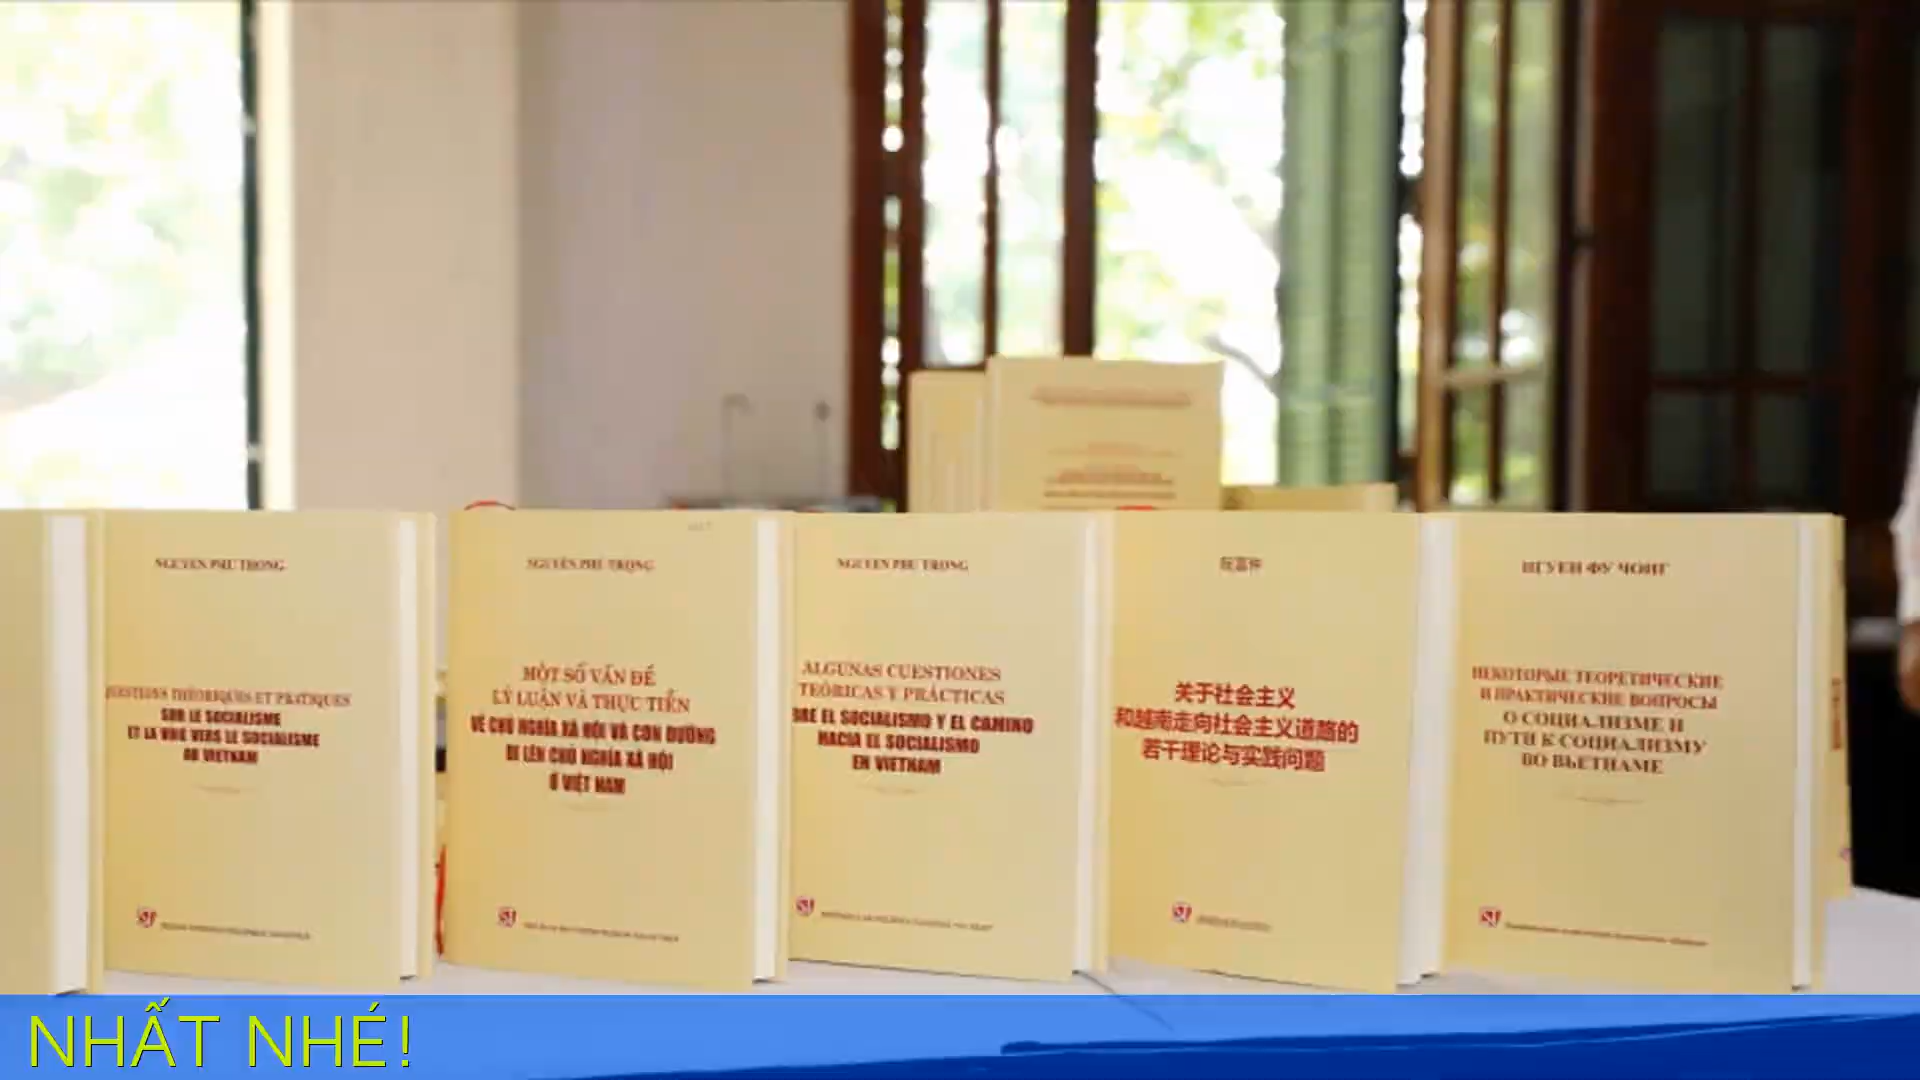 NGUYEN PHU TRONG
QUESTIONS THÉORIQUES ET PRATIQUES
SUR LE SOCIALISME
ET LA VOIE VERS LE SOCIALISME
AU VIETNAM
NGUYỄN PHÚ TRỌNG
MỘT SỐ VẤN ĐỀ
LÝ LUẬN VÀ THỰC TIỄN
VỀ CHỦ NGHĨA XÃ HỘI VÀ CON ĐƯỜNG
ĐI LÊN CHỦ NGHĨA XÃ HỘI
Ở VIỆT NAM
NGUYEN PHU TRONG
ALGUNAS CUESTIONES
TEÓRICAS Y PRÁCTICAS
BRE EL SOCIALISMO Y EL CAMINO
HACIA EL SOCIALISMO
EN VIETNAM
阮富仲
关于社会主义
和越南走向社会主义道路的
若干理论与实践问题
НГУЕН ФУ ЧОНГ
НЕКОТОРЫЕ ТЕОРЕТИЧЕСКИЕ
И ПРАКТИЧЕСКИЕ ВОПРОСЫ
О СОЦИАЛИЗМЕ И
ПУТИ К СОЦИАЛИЗМУ
ВО ВЬЕТНАМЕ
NHẤT NHÉ!